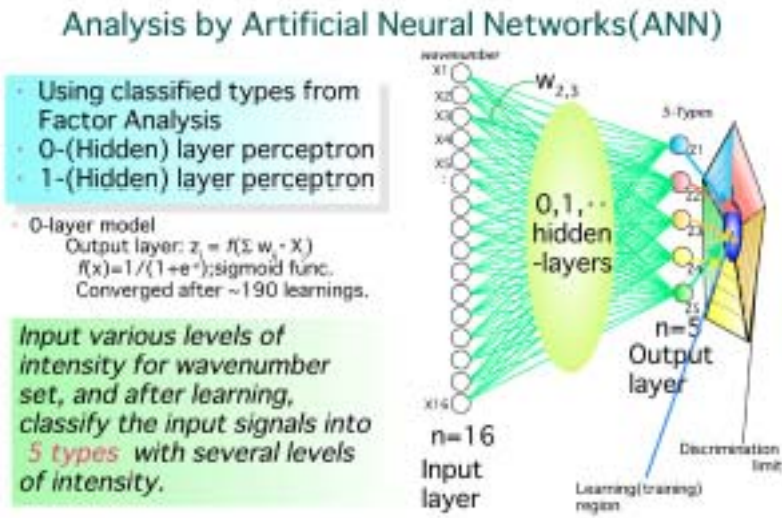 Analysis by Artificial Neural Networks(ANN)
· Using classified types from
Factor Analysis
· 0-(Hidden) layer perceptron
· 1-(Hidden) layer perceptron
· 0-layer model
Output layer: zⱼ = f(Σ wᵢⱼ · Xᵢ)
f(x)=1/(1+e⁻ˣ);sigmoid func.
Converged after ~190 learnings.
Input various levels of
intensity for wavenumber
set, and after learning,
classify the input signals into
5 types with several levels
of intensity.
wavenumber
X1
X2
X3
X4
X5
:
X16
n=16
Input
layer
W2,3
0,1,··
hidden
-layers
5-Types
Z1
Z2
Z3
Z4
Z5
n=5
Output
layer
Discrimination
limit
Learning(training)
region